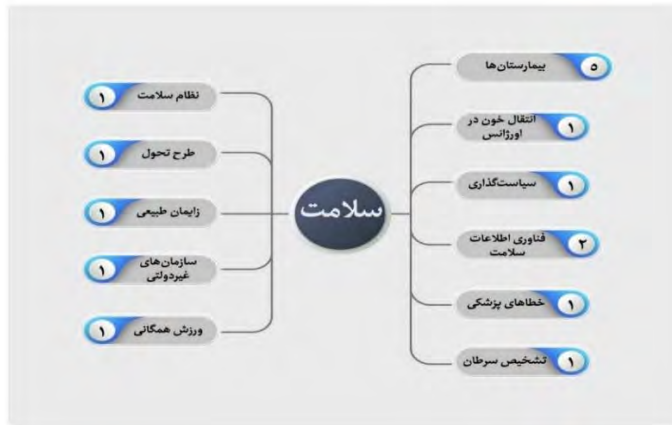 سلامت
بیمارستان‌ها ۵
انتقال خون در
اورژانس ۱
سیاست‌گذاری ۱
فناوری اطلاعات
سلامت ۲
خطاهای پزشکی ۱
تشخیص سرطان ۱
نظام سلامت ۱
طرح تحول ۱
زایمان طبیعی ۱
سازمان‌های
غیردولتی ۱
ورزش همگانی ۱